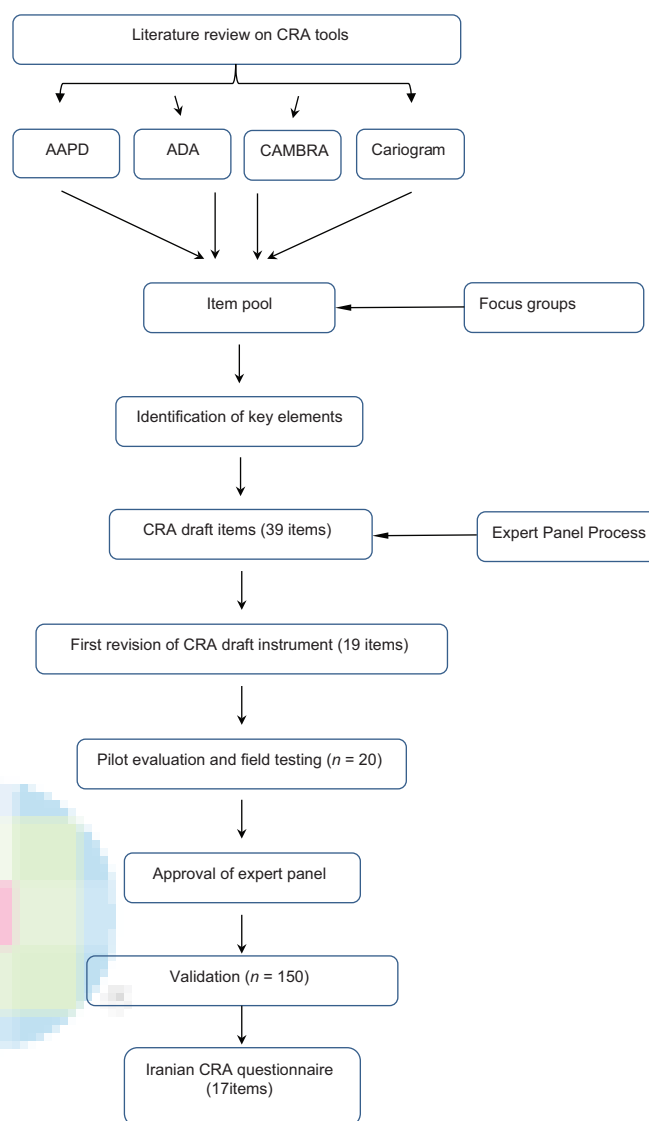 Literature review on CRA tools
AAPD
ADA
CAMBRA
Cariogram
Item pool
Focus groups
Identification of key elements
CRA draft items (39 items)
Expert Panel Process
First revision of CRA draft instrument (19 items)
Pilot evaluation and field testing (n = 20)
Approval of expert panel
Validation (n = 150)
Iranian CRA questionnaire
(17items)